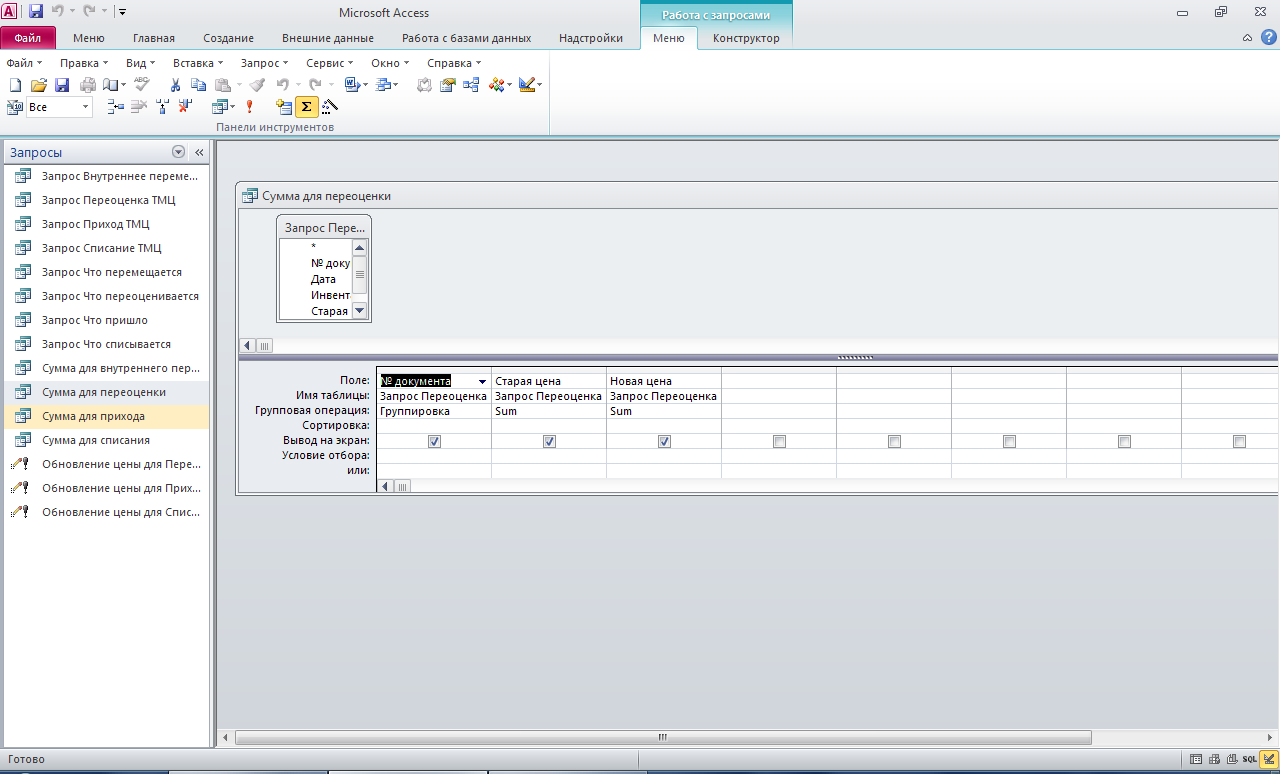 Microsoft Access
Работа с запросами
Файл Меню Главная Создание Внешние данные Работа с базами данных Надстройки Меню Конструктор
Файл Правка Вид Вставка Запрос Сервис Окно Справка
Все
Панели инструментов
Запросы
Запрос Внутреннее переме...
Запрос Переоценка ТМЦ
Запрос Приход ТМЦ
Запрос Списание ТМЦ
Запрос Что перемещается
Запрос Что переоценивается
Запрос Что пришло
Запрос Что списывается
Сумма для внутреннего пер...
Сумма для переоценки
Сумма для прихода
Сумма для списания
Обновление цены для Пере...
Обновление цены для Прих...
Обновление цены для Спис...
Сумма для переоценки
Запрос Пере...
*
№ доку
Дата
Инвент
Старая
Поле: № документа Старая цена Новая цена
Имя таблицы: Запрос Переоценка Запрос Переоценка Запрос Переоценка
Групповая операция: Группировка Sum Sum
Сортировка:
Вывод на экран:
Условие отбора:
или:
Готово
SQL